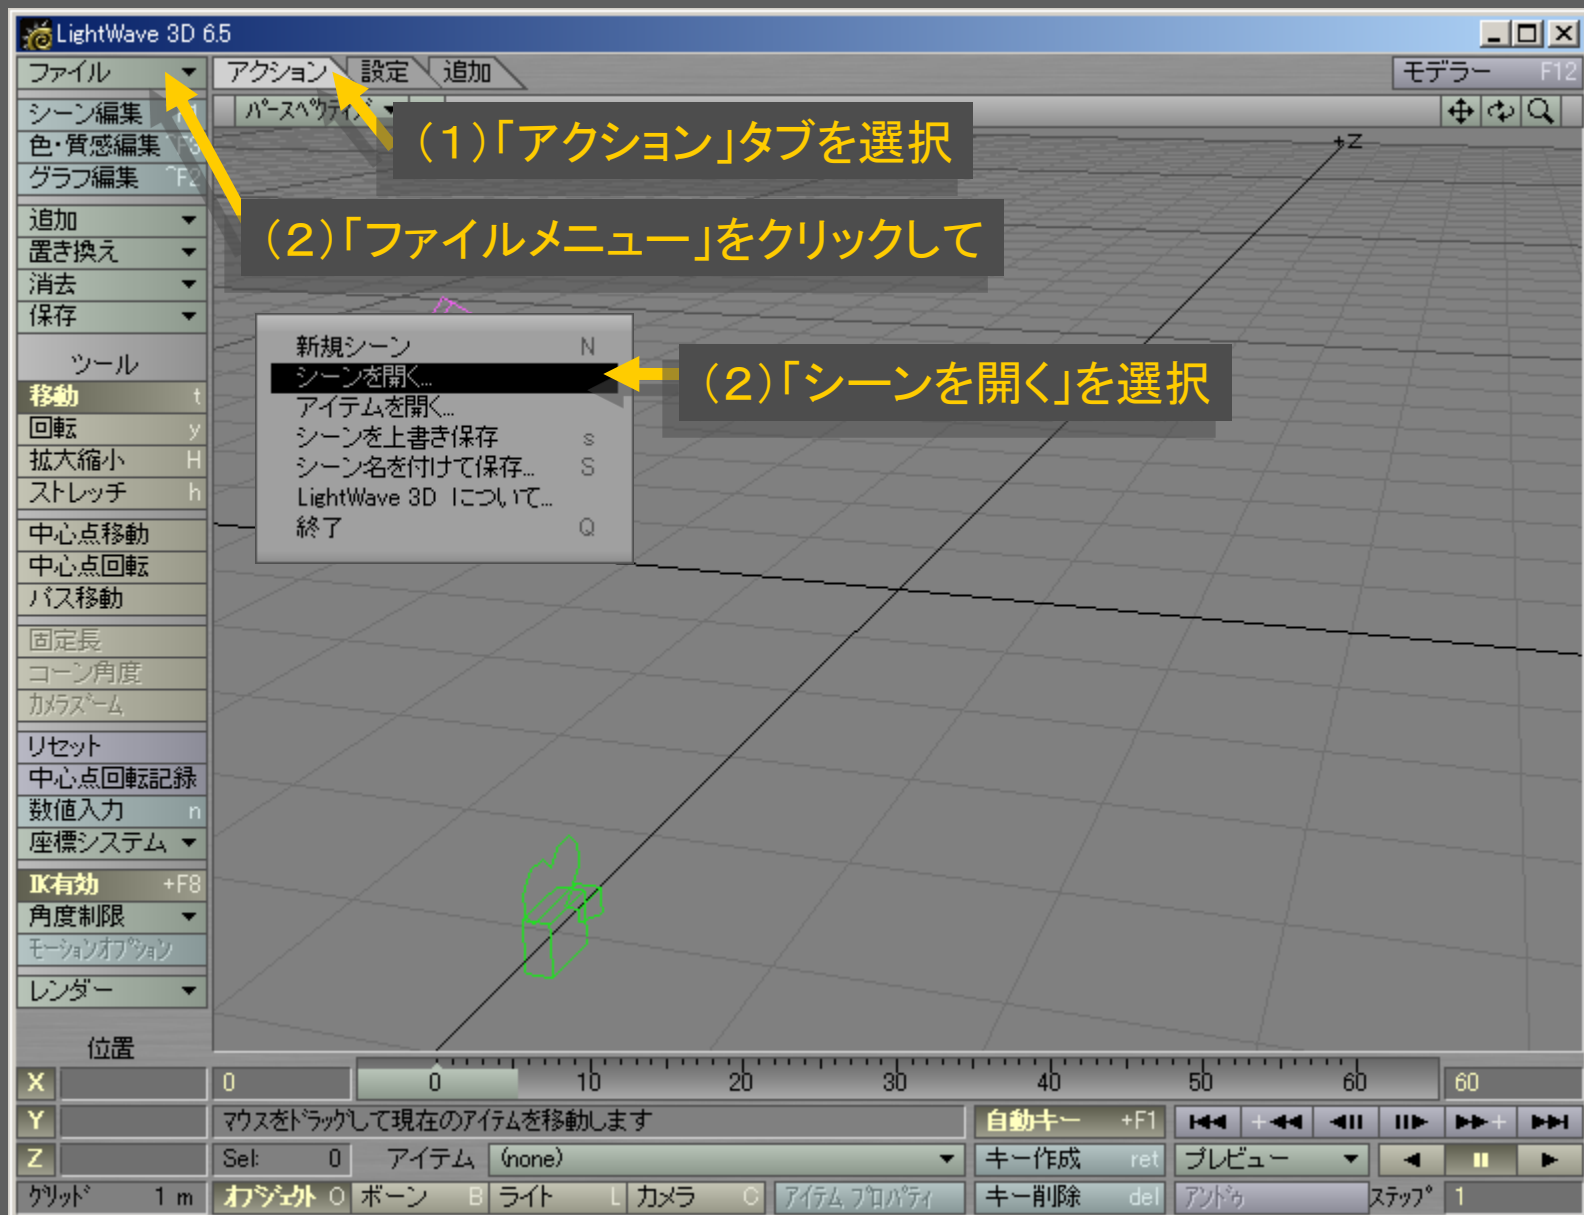 LightWave 3D 6.5
ファイル
アクション 設定 追加
モデラー F12
シーン編集 F1
パースペクティブ
色・質感編集 ^F3
グラフ編集 ^F2
(1)「アクション」タブを選択
+Z
(2)「ファイルメニュー」をクリックして
追加
置き換え
消去
保存
ツール
移動 t
回転 y
拡大縮小 H
ストレッチ h
中心点移動
中心点回転
パス移動
固定長
コーン角度
カメラズーム
リセット
中心点回転記録
数値入力 n
座標システム
IK有効 +F8
角度制限
モーションオプション
レンダー
新規シーン N
シーンを開く...
アイテムを開く...
シーンを上書き保存 s
シーン名を付けて保存... S
LightWave 3D について...
終了 Q
(2)「シーンを開く」を選択
位置
X
Y
Z
グリッド 1 m
0 0 10 20 30 40 50 60 60
マウスをドラッグして現在のアイテムを移動します
自動キー +F1
Sel: 0 アイテム (none)
キー作成 ret
プレビュー
オブジェクト O ボーン B ライト L カメラ C アイテム プロパティ
キー削除 del
アンドゥ
ステップ 1